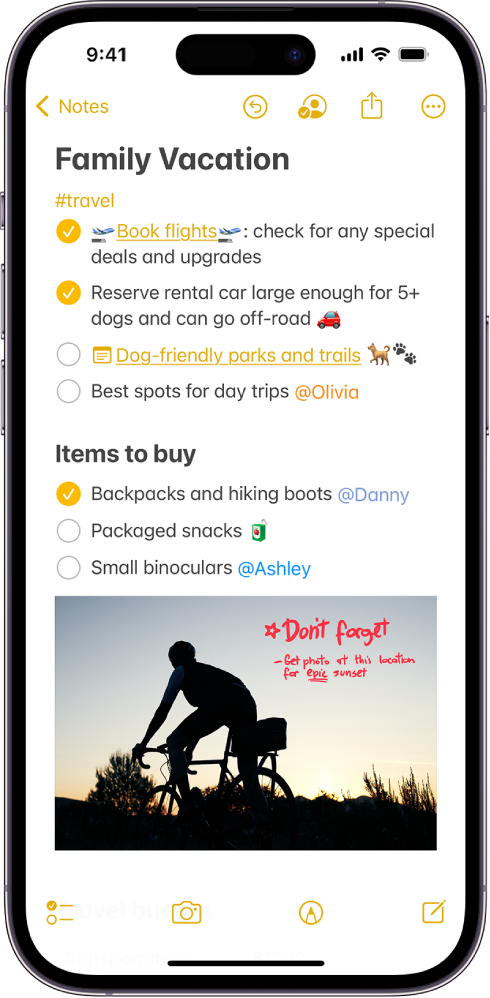 9:41
Notes
Family Vacation
#travel
🛫Book flights🛫: check for any special
deals and upgrades
Reserve rental car large enough for 5+
dogs and can go off-road 🚗
Dog-friendly parks and trails 🐕🐾
Best spots for day trips @Olivia
Items to buy
Backpacks and hiking boots @Danny
Packaged snacks 🧃
Small binoculars @Ashley
☆Don't forget
–Get photo at this location
for epic sunset
Travel